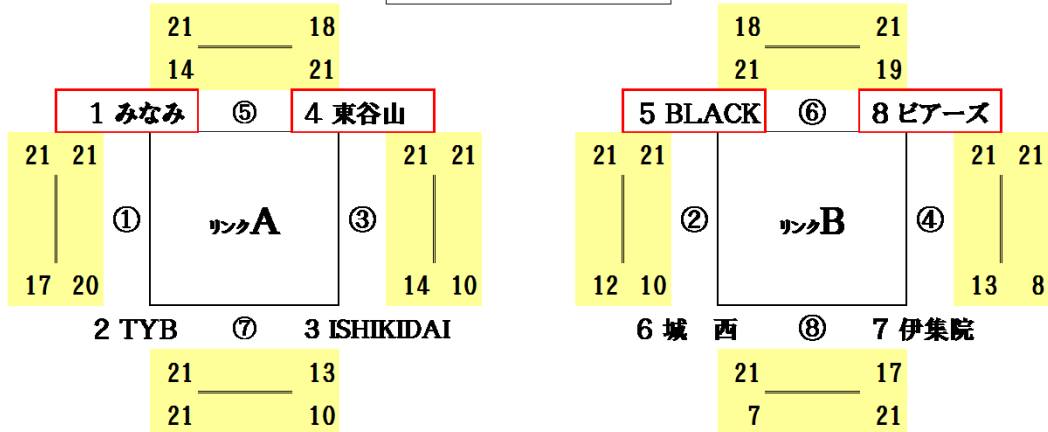 21 18 18 21
14 21 21 19
1 みなみ ⑤ 4 東谷山 5 BLACK ⑥ 8 ビアーズ
21 21 21 21 21 21 21 21
① リンクA ③ ② リンクB ④
17 20 14 10 12 10 13 8
2 TYB ⑦ 3 ISHIKIDAI 6 城 西 ⑧ 7 伊集院
21 13 21 17
21 10 7 21